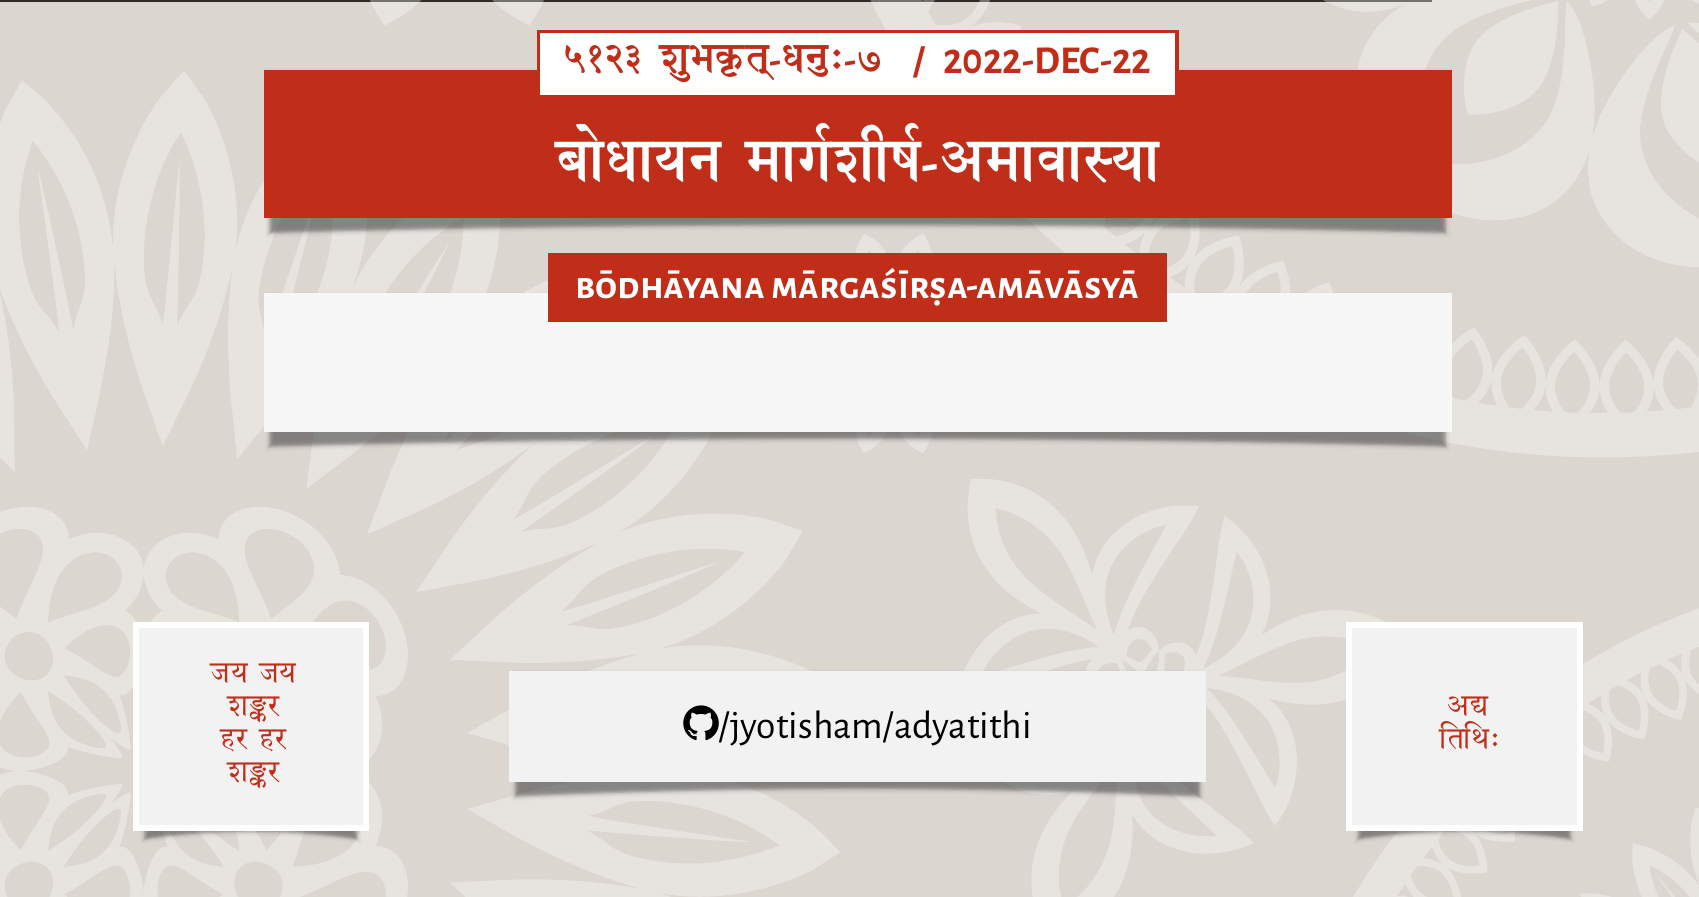 ५१२३ शुभकृत्-धनुः-७ / 2022-DEC-22
बोधायन मार्गशीर्ष-अमावास्या
BŌDHĀYANA MĀRGAŚĪRṢA-AMĀVĀSYĀ
जय जय
शङ्कर
हर हर
शङ्कर
/jyotisham/adyatithi
अद्य
तिथिः